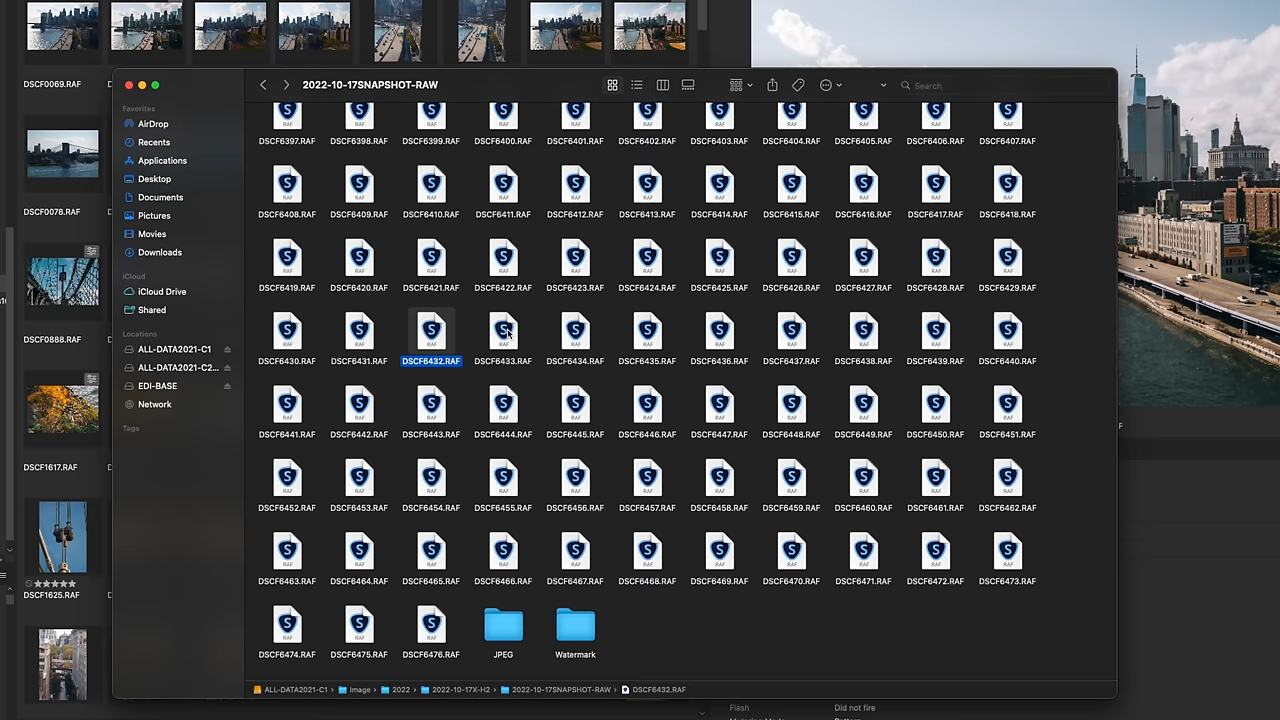 DSCF0069.RAF
2022-10-17SNAPSHOT-RAW
Search
Favorites
AirDrop
Recents
Applications
Desktop
Documents
Pictures
Movies
Downloads
iCloud
iCloud Drive
Shared
Locations
ALL-DATA2021-C1
ALL-DATA2021-C2...
EDI-BASE
Network
Tags
DSCF0078.RAF
DSCF0888.RAF
DSCF1617.RAF
DSCF1625.RAF
DSCF6397.RAF DSCF6398.RAF DSCF6399.RAF DSCF6400.RAF DSCF6401.RAF DSCF6402.RAF DSCF6403.RAF DSCF6404.RAF DSCF6405.RAF DSCF6406.RAF DSCF6407.RAF
DSCF6408.RAF DSCF6409.RAF DSCF6410.RAF DSCF6411.RAF DSCF6412.RAF DSCF6413.RAF DSCF6414.RAF DSCF6415.RAF DSCF6416.RAF DSCF6417.RAF DSCF6418.RAF
DSCF6419.RAF DSCF6420.RAF DSCF6421.RAF DSCF6422.RAF DSCF6423.RAF DSCF6424.RAF DSCF6425.RAF DSCF6426.RAF DSCF6427.RAF DSCF6428.RAF DSCF6429.RAF
DSCF6430.RAF DSCF6431.RAF DSCF6432.RAF DSCF6433.RAF DSCF6434.RAF DSCF6435.RAF DSCF6436.RAF DSCF6437.RAF DSCF6438.RAF DSCF6439.RAF DSCF6440.RAF
DSCF6441.RAF DSCF6442.RAF DSCF6443.RAF DSCF6444.RAF DSCF6445.RAF DSCF6446.RAF DSCF6447.RAF DSCF6448.RAF DSCF6449.RAF DSCF6450.RAF DSCF6451.RAF
DSCF6452.RAF DSCF6453.RAF DSCF6454.RAF DSCF6455.RAF DSCF6456.RAF DSCF6457.RAF DSCF6458.RAF DSCF6459.RAF DSCF6460.RAF DSCF6461.RAF DSCF6462.RAF
DSCF6463.RAF DSCF6464.RAF DSCF6465.RAF DSCF6466.RAF DSCF6467.RAF DSCF6468.RAF DSCF6469.RAF DSCF6470.RAF DSCF6471.RAF DSCF6472.RAF DSCF6473.RAF
DSCF6474.RAF DSCF6475.RAF DSCF6476.RAF JPEG Watermark
ALL-DATA2021-C1 › Image › 2022 › 2022-10-17X-H2 › 2022-10-17SNAPSHOT-RAW › DSCF6432.RAF
Flash Did not fire